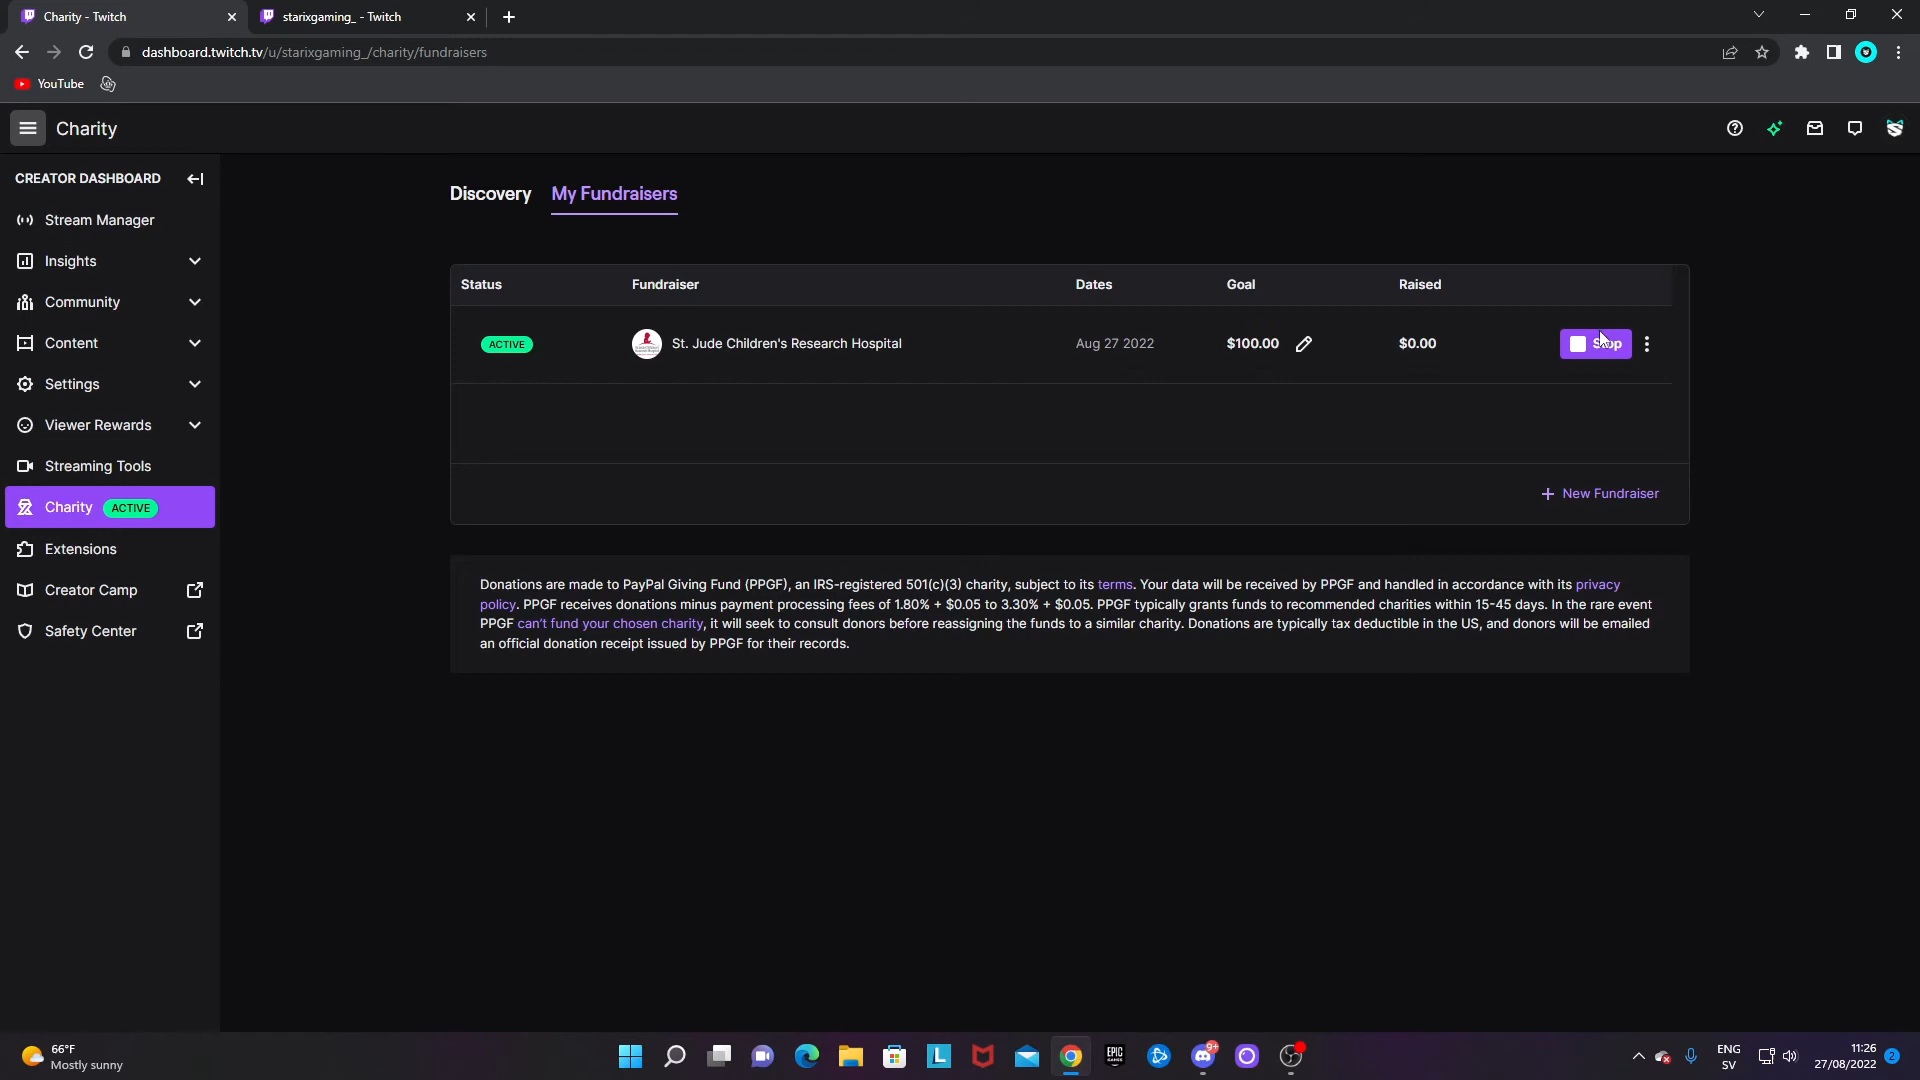 Charity - Twitch
starixgaming_ - Twitch
dashboard.twitch.tv/u/starixgaming_/charity/fundraisers
YouTube
Charity
CREATOR DASHBOARD
Stream Manager
Insights
Community
Content
Settings
Viewer Rewards
Streaming Tools
Charity ACTIVE
Extensions
Creator Camp
Safety Center
Discovery My Fundraisers
Status Fundraiser Dates Goal Raised
ACTIVE St. Jude Children's Research Hospital Aug 27 2022 $100.00 $0.00 Stop
+ New Fundraiser
Donations are made to PayPal Giving Fund (PPGF), an IRS-registered 501(c)(3) charity, subject to its terms. Your data will be received by PPGF and handled in accordance with its privacy
policy. PPGF receives donations minus payment processing fees of 1.80% + $0.05 to 3.30% + $0.05. PPGF typically grants funds to recommended charities within 15-45 days. In the rare event
PPGF can't fund your chosen charity, it will seek to consult donors before reassigning the funds to a similar charity. Donations are typically tax deductible in the US, and donors will be emailed
an official donation receipt issued by PPGF for their records.
66°F
Mostly sunny
L
EPIC
GAMES
9+
ENG
SV
11:26
27/08/2022
2